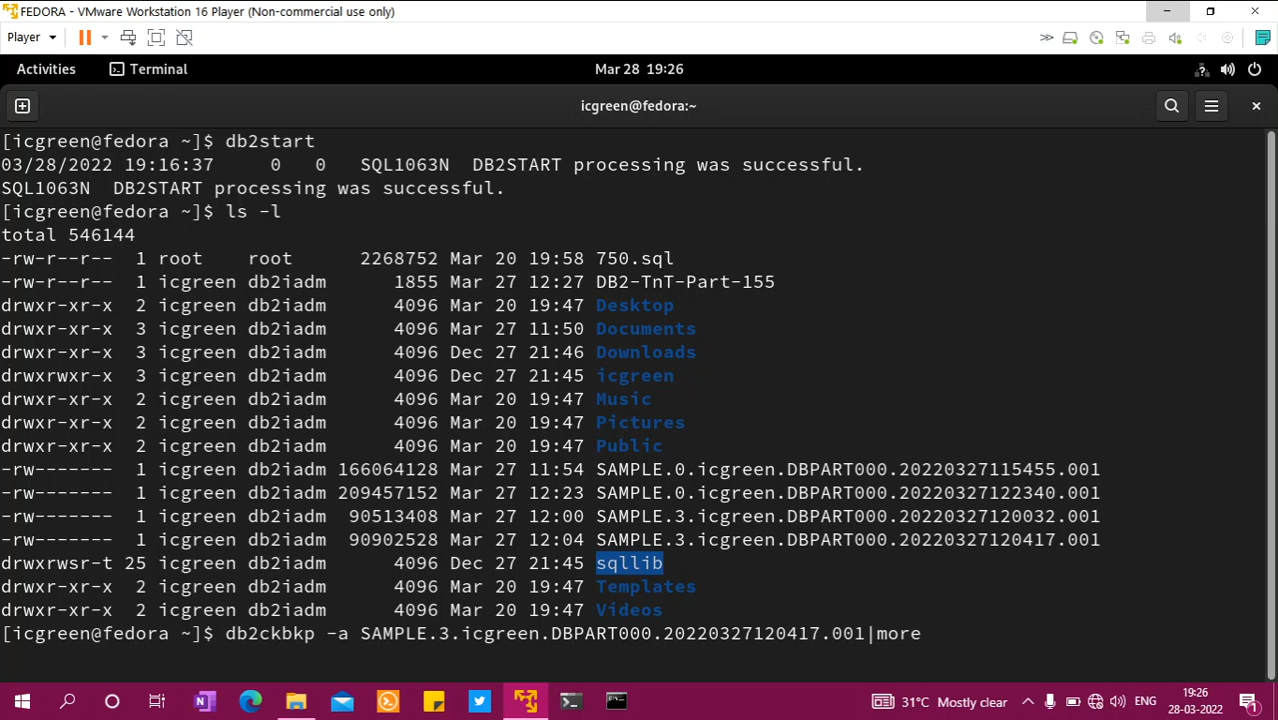 FEDORA - VMware Workstation 16 Player (Non-commercial use only)
Player
Activities Terminal Mar 28 19:26
icgreen@fedora:~
[icgreen@fedora ~]$ db2start
03/28/2022 19:16:37 0 0 SQL1063N DB2START processing was successful.
SQL1063N DB2START processing was successful.
[icgreen@fedora ~]$ ls -l
total 546144
-rw-r--r-- 1 root root 2268752 Mar 20 19:58 750.sql
-rw-r--r-- 1 icgreen db2iadm 1855 Mar 27 12:27 DB2-TnT-Part-155
drwxr-xr-x 2 icgreen db2iadm 4096 Mar 20 19:47 Desktop
drwxr-xr-x 3 icgreen db2iadm 4096 Mar 27 11:50 Documents
drwxr-xr-x 3 icgreen db2iadm 4096 Dec 27 21:46 Downloads
drwxrwxr-x 3 icgreen db2iadm 4096 Dec 27 21:45 icgreen
drwxr-xr-x 2 icgreen db2iadm 4096 Mar 20 19:47 Music
drwxr-xr-x 2 icgreen db2iadm 4096 Mar 20 19:47 Pictures
drwxr-xr-x 2 icgreen db2iadm 4096 Mar 20 19:47 Public
-rw------- 1 icgreen db2iadm 166064128 Mar 27 11:54 SAMPLE.0.icgreen.DBPART000.20220327115455.001
-rw------- 1 icgreen db2iadm 209457152 Mar 27 12:23 SAMPLE.0.icgreen.DBPART000.20220327122340.001
-rw------- 1 icgreen db2iadm 90513408 Mar 27 12:00 SAMPLE.3.icgreen.DBPART000.20220327120032.001
-rw------- 1 icgreen db2iadm 90902528 Mar 27 12:04 SAMPLE.3.icgreen.DBPART000.20220327120417.001
drwxrwsr-t 25 icgreen db2iadm 4096 Dec 27 21:45 sqllib
drwxr-xr-x 2 icgreen db2iadm 4096 Mar 20 19:47 Templates
drwxr-xr-x 2 icgreen db2iadm 4096 Mar 20 19:47 Videos
[icgreen@fedora ~]$ db2ckbkp -a SAMPLE.3.icgreen.DBPART000.20220327120417.001|more
31°C Mostly clear ENG 19:26
28-03-2022 1